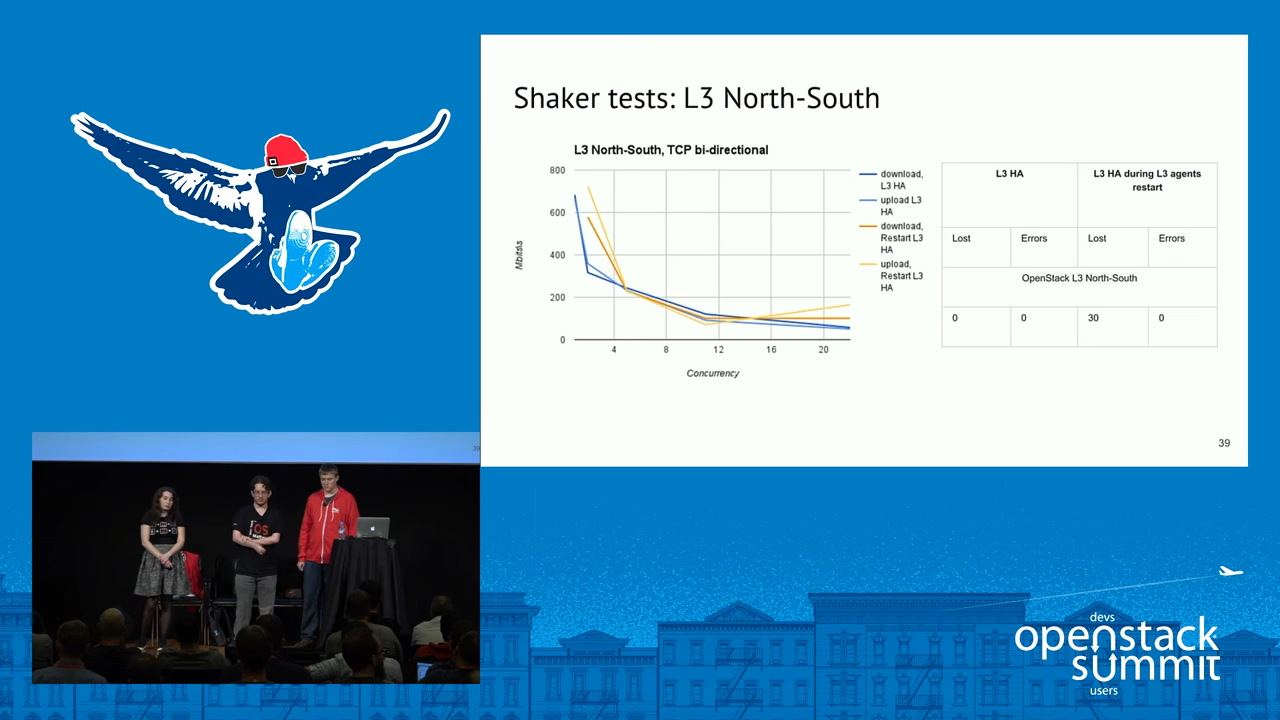 Shaker tests: L3 North-South
L3 North-South, TCP bi-directional
800
600
400
200
0
Mbits/s
4
8
12
16
20
Concurrency
download,
L3 HA
upload L3
HA
download,
Restart L3
HA
upload,
Restart L3
HA
L3 HA
L3 HA during L3 agents
restart
Lost
Errors
Lost
Errors
OpenStack L3 North-South
0
0
30
0
39
OS
devs
openstack
summit
users